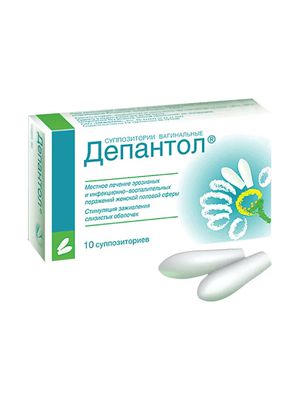 СУППОЗИТОРИИ ВАГИНАЛЬНЫЕ
Депантол®
Местное лечение эрозивных
и инфекционно-воспалительных
поражений женской половой сферы
Стимуляция заживления
слизистых оболочек
10 суппозиториев
Депантол®